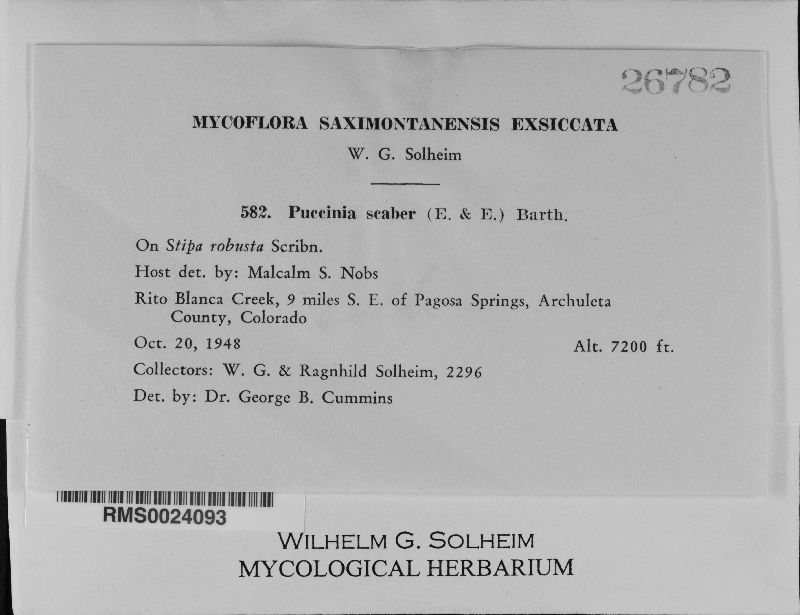 26782
MYCOFLORA SAXIMONTANENSIS EXSICCATA
W. G. Solheim
582. Puccinia scaber (E. & E.) Barth.
On Stipa robusta Scribn.
Host det. by: Malcalm S. Nobs
Rito Blanca Creek, 9 miles S. E. of Pagosa Springs, Archuleta
County, Colorado
Oct. 20, 1948 Alt. 7200 ft.
Collectors: W. G. & Ragnhild Solheim, 2296
Det. by: Dr. George B. Cummins
RMS0024093
WILHELM G. SOLHEIM
MYCOLOGICAL HERBARIUM